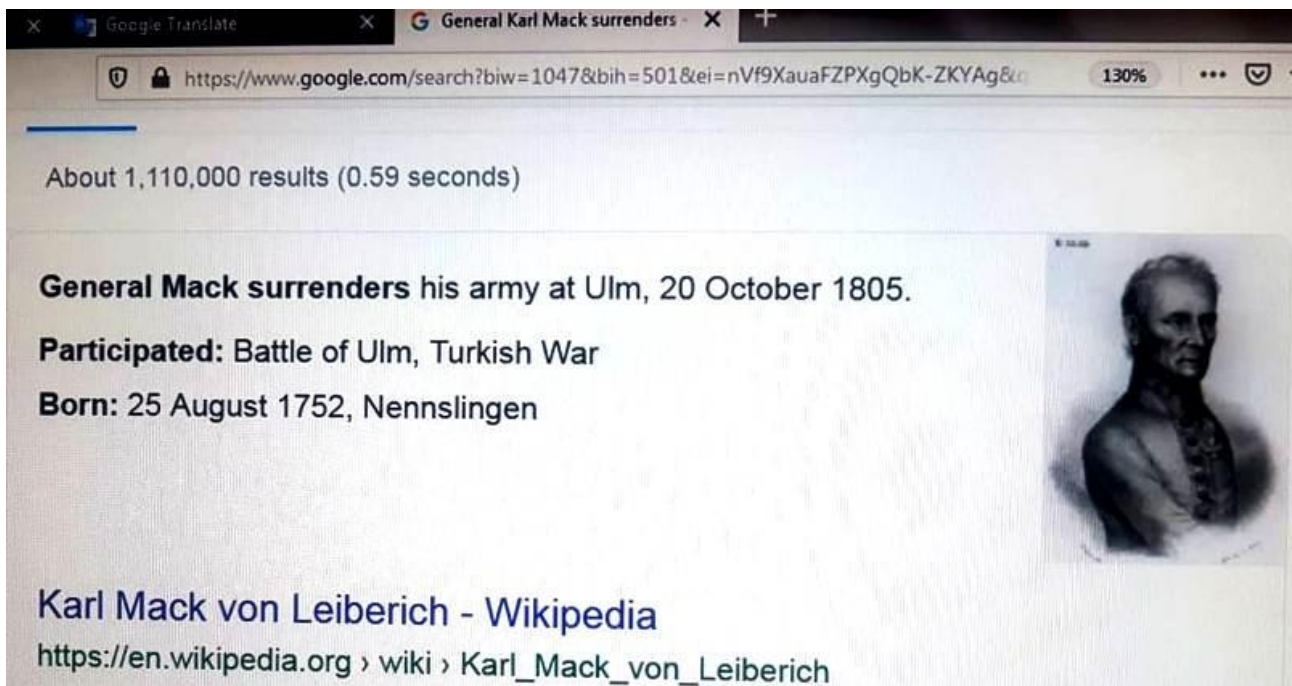 Google Translate
General Karl Mack surrenders -
https://www.google.com/search?biw=1047&bih=501&ei=nVf9XauaFZPXgQbK-ZKYAg&
130%
About 1,110,000 results (0.59 seconds)
General Mack surrenders his army at Ulm, 20 October 1805.
Participated: Battle of Ulm, Turkish War
Born: 25 August 1752, Nennslingen
Karl Mack von Leiberich - Wikipedia
https://en.wikipedia.org › wiki › Karl_Mack_von_Leiberich